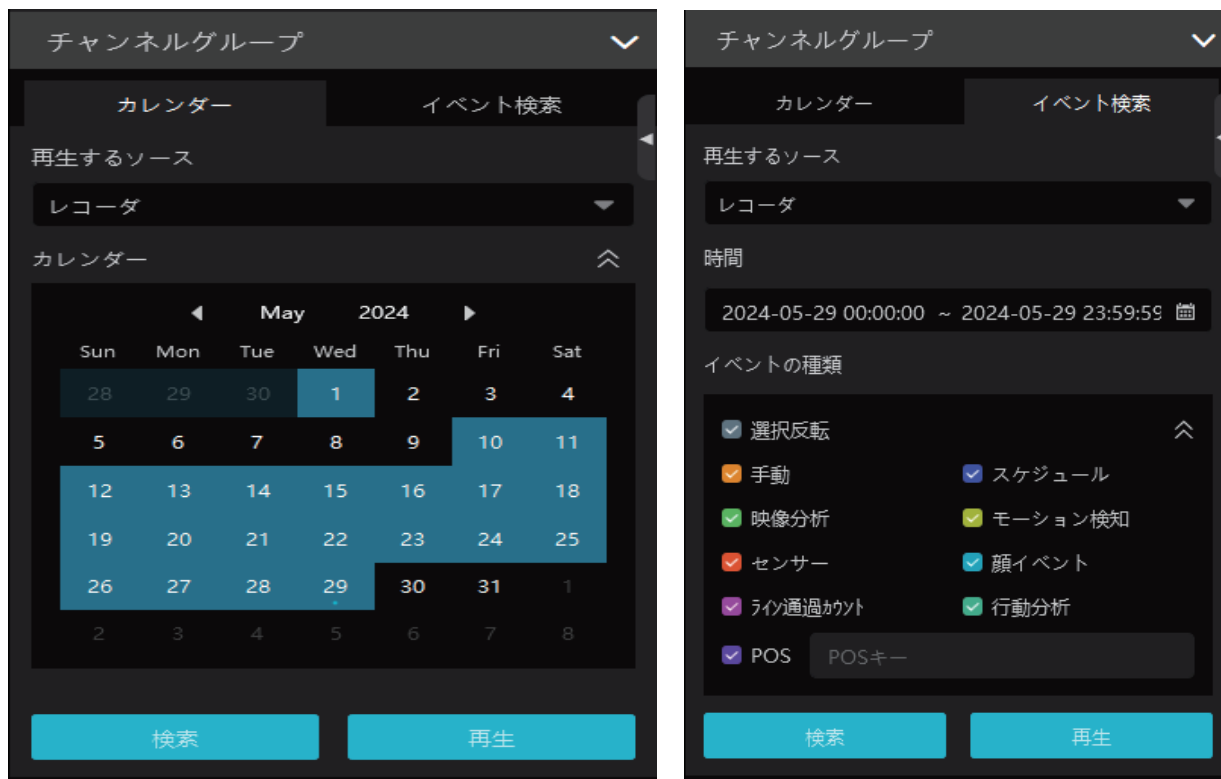 チャンネルグループ
カレンダー イベント検索
再生するソース
レコーダ
カレンダー
May 2024
Sun Mon Tue Wed Thu Fri Sat
28 29 30 1 2 3 4
5 6 7 8 9 10 11
12 13 14 15 16 17 18
19 20 21 22 23 24 25
26 27 28 29 30 31 1
2 3 4 5 6 7 8
検索 再生
チャンネルグループ
カレンダー イベント検索
再生するソース
レコーダ
時間
2024-05-29 00:00:00 ~ 2024-05-29 23:59:59
イベントの種類
選択反転
手動 スケジュール
映像分析 モーション検知
センサー 顔イベント
ライン通過カウント 行動分析
POS POSキー
検索 再生